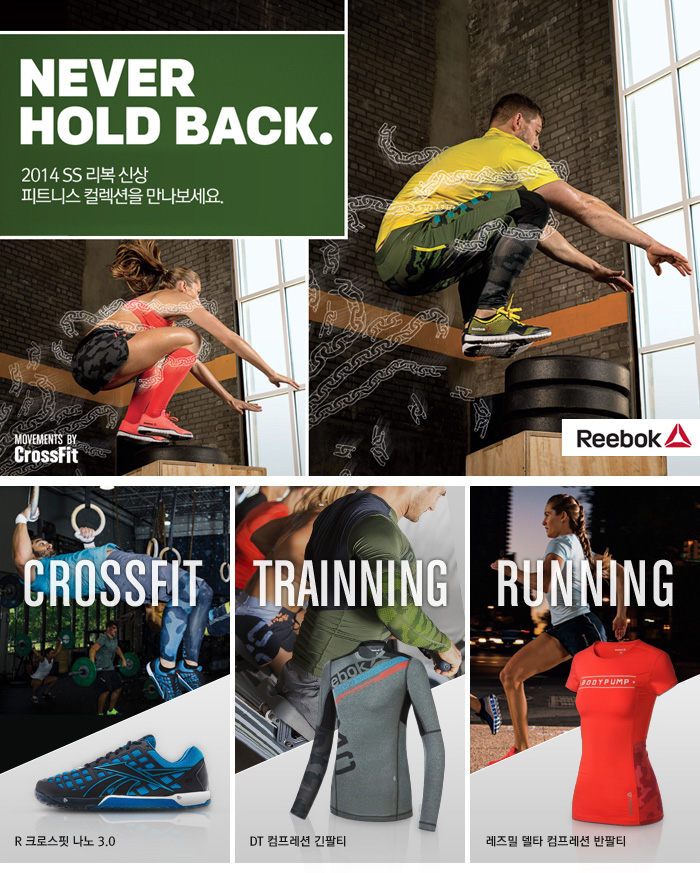 NEVER
HOLD BACK.
2014 SS 리복 신상
피트니스 컬렉션을 만나보세요.
MOVEMENTS BY
CrossFit
Reebok
CROSSFIT
TRAINNING
RUNNING
ebok
BODYPUMP
R 크로스핏 나노 3.0
DT 컴프레션 긴팔티
레즈밀 델타 컴프레션 반팔티